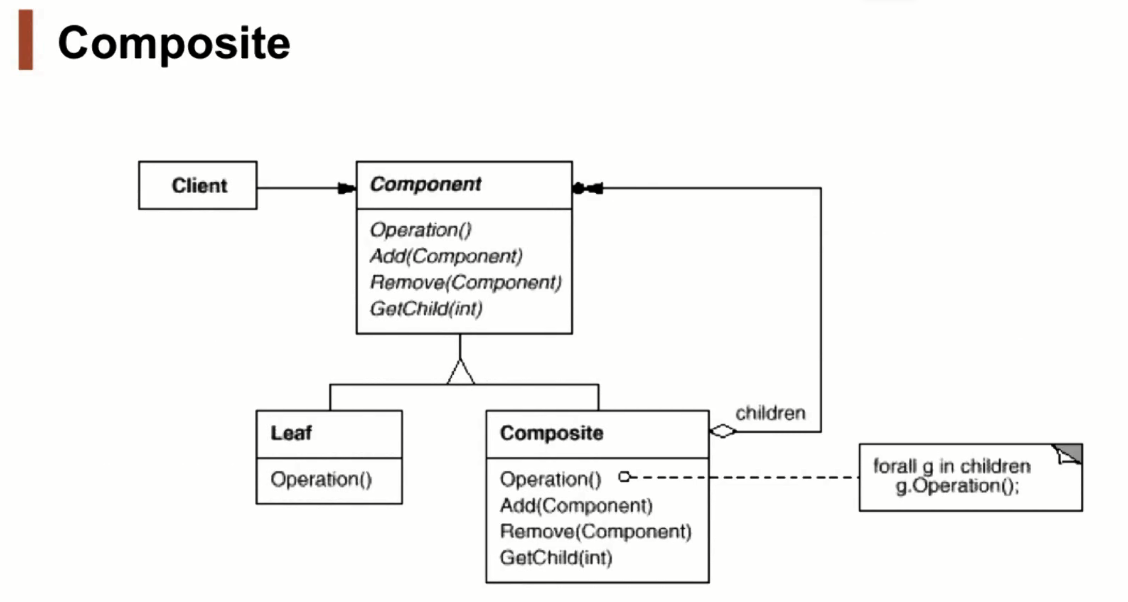 Composite
Client
Component
Operation()
Add(Component)
Remove(Component)
GetChild(int)
Leaf
Operation()
Composite
Operation()
Add(Component)
Remove(Component)
GetChild(int)
children
forall g in children
g.Operation();